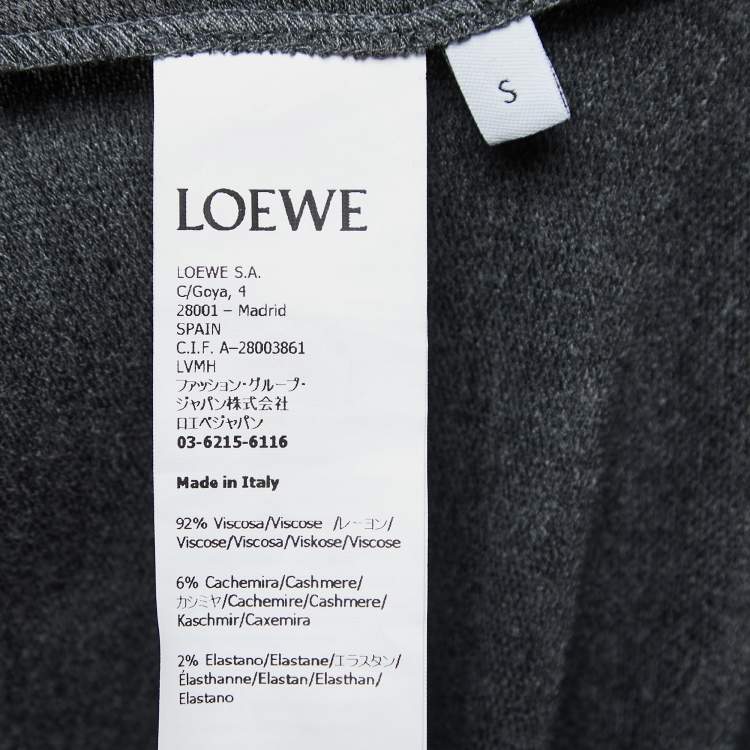 S
LOEWE
LOEWE S.A.
C/Goya, 4
28001 – Madrid
SPAIN
C.I.F. A–28003861
LVMH
ファッション・グループ・
ジャパン株式会社
ロエベジャパン
03-6215-6116
Made in Italy
92% Viscosa/Viscose /レーヨン/
Viscose/Viscosa/Viskose/Viscose
6% Cachemira/Cashmere/
カシミヤ/Cachemire/Cashmere/
Kaschmir/Caxemira
2% Elastano/Elastane/エラスタン/
Élasthanne/Elastan/Elasthan/
Elastano